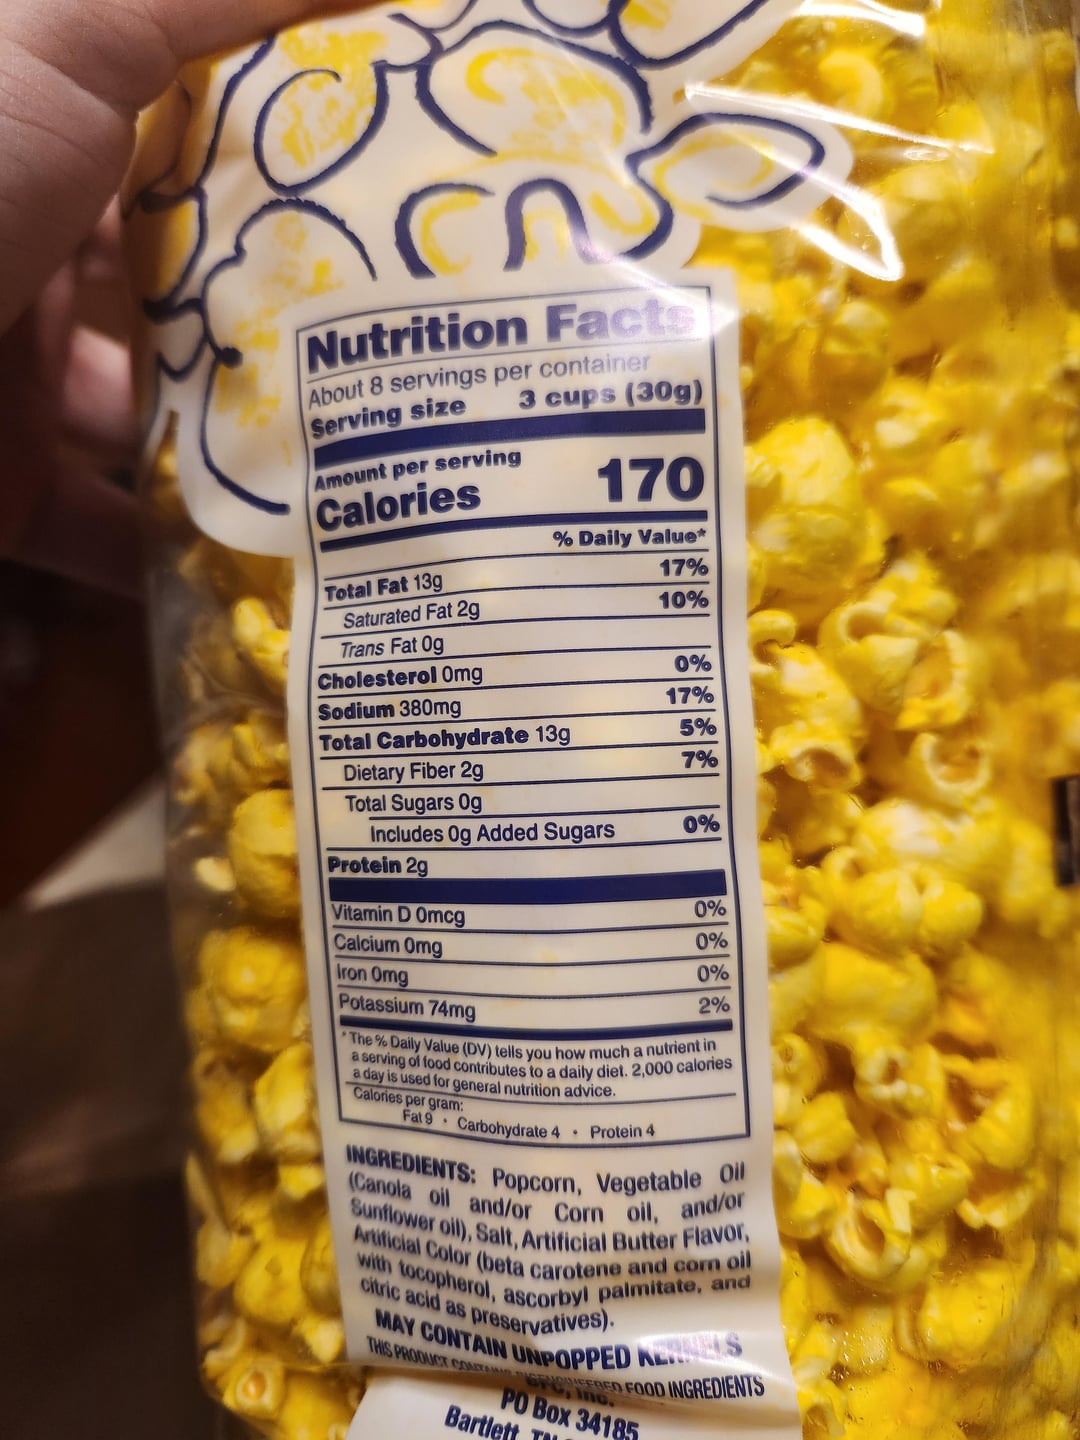 Nutrition Facts
About 8 servings per container
Serving size 3 cups (30g)
Amount per serving
Calories 170
% Daily Value*
Total Fat 13g 17%
Saturated Fat 2g 10%
Trans Fat 0g
Cholesterol 0mg 0%
Sodium 380mg 17%
Total Carbohydrate 13g 5%
Dietary Fiber 2g 7%
Total Sugars 0g
Includes 0g Added Sugars 0%
Protein 2g
Vitamin D 0mcg 0%
Calcium 0mg 0%
Iron 0mg 0%
Potassium 74mg 2%
*The % Daily Value (DV) tells you how much a nutrient in
a serving of food contributes to a daily diet. 2,000 calories
a day is used for general nutrition advice.
Calories per gram:
Fat 9 • Carbohydrate 4 • Protein 4
INGREDIENTS: Popcorn, Vegetable Oil
(Canola oil and/or Corn oil, and/or
Sunflower oil), Salt, Artificial Butter Flavor,
Artificial Color (beta carotene and corn oil
with tocopherol, ascorbyl palmitate, and
citric acid as preservatives).
MAY CONTAIN UNPOPPED KERNELS
THIS PRODUCT CONTAINS FOOD INGREDIENTS
PO Box 34185
Bartlett, TN